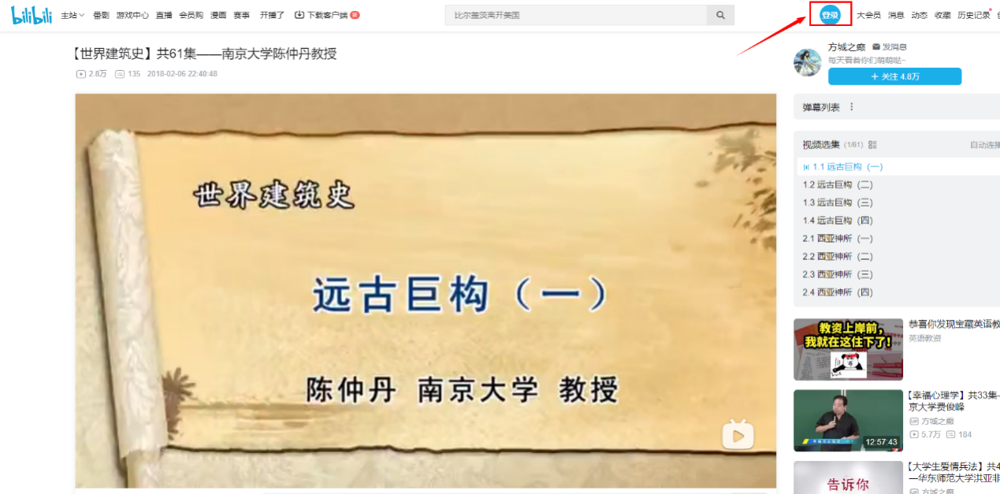 bilibili 主站 番剧 游戏中心 直播 会员购 漫画 赛事 开播了 下载客户端 比尔盖茨离开美国 登录 大会员 消息 动态 收藏 历史记录
【世界建筑史】共61集——南京大学陈仲丹教授
2.8万 135 2018-02-06 22:40:48
方城之癫 发消息
每天看着你们萌萌哒~
+ 关注 4.8万
弹幕列表
视频选集 (1/61) 自动连播
1.1 远古巨构（一）
1.2 远古巨构（二）
1.3 远古巨构（三）
1.4 远古巨构（四）
2.1 西亚神所（一）
2.2 西亚神所（二）
2.3 西亚神所（三）
2.4 西亚神所（四）
世界建筑史
远古巨构（一）
陈仲丹 南京大学 教授
教资上岸前，
我就在这住下了！
恭喜你发现宝藏英语教
英语教资
12:57:43
【幸福心理学】共33集-
京大学费俊峰
UP 方城之癫
5.7万 184
告诉你
【大学生爱情兵法】共4
—华东师范大学洪亚非
UP 方城之癫